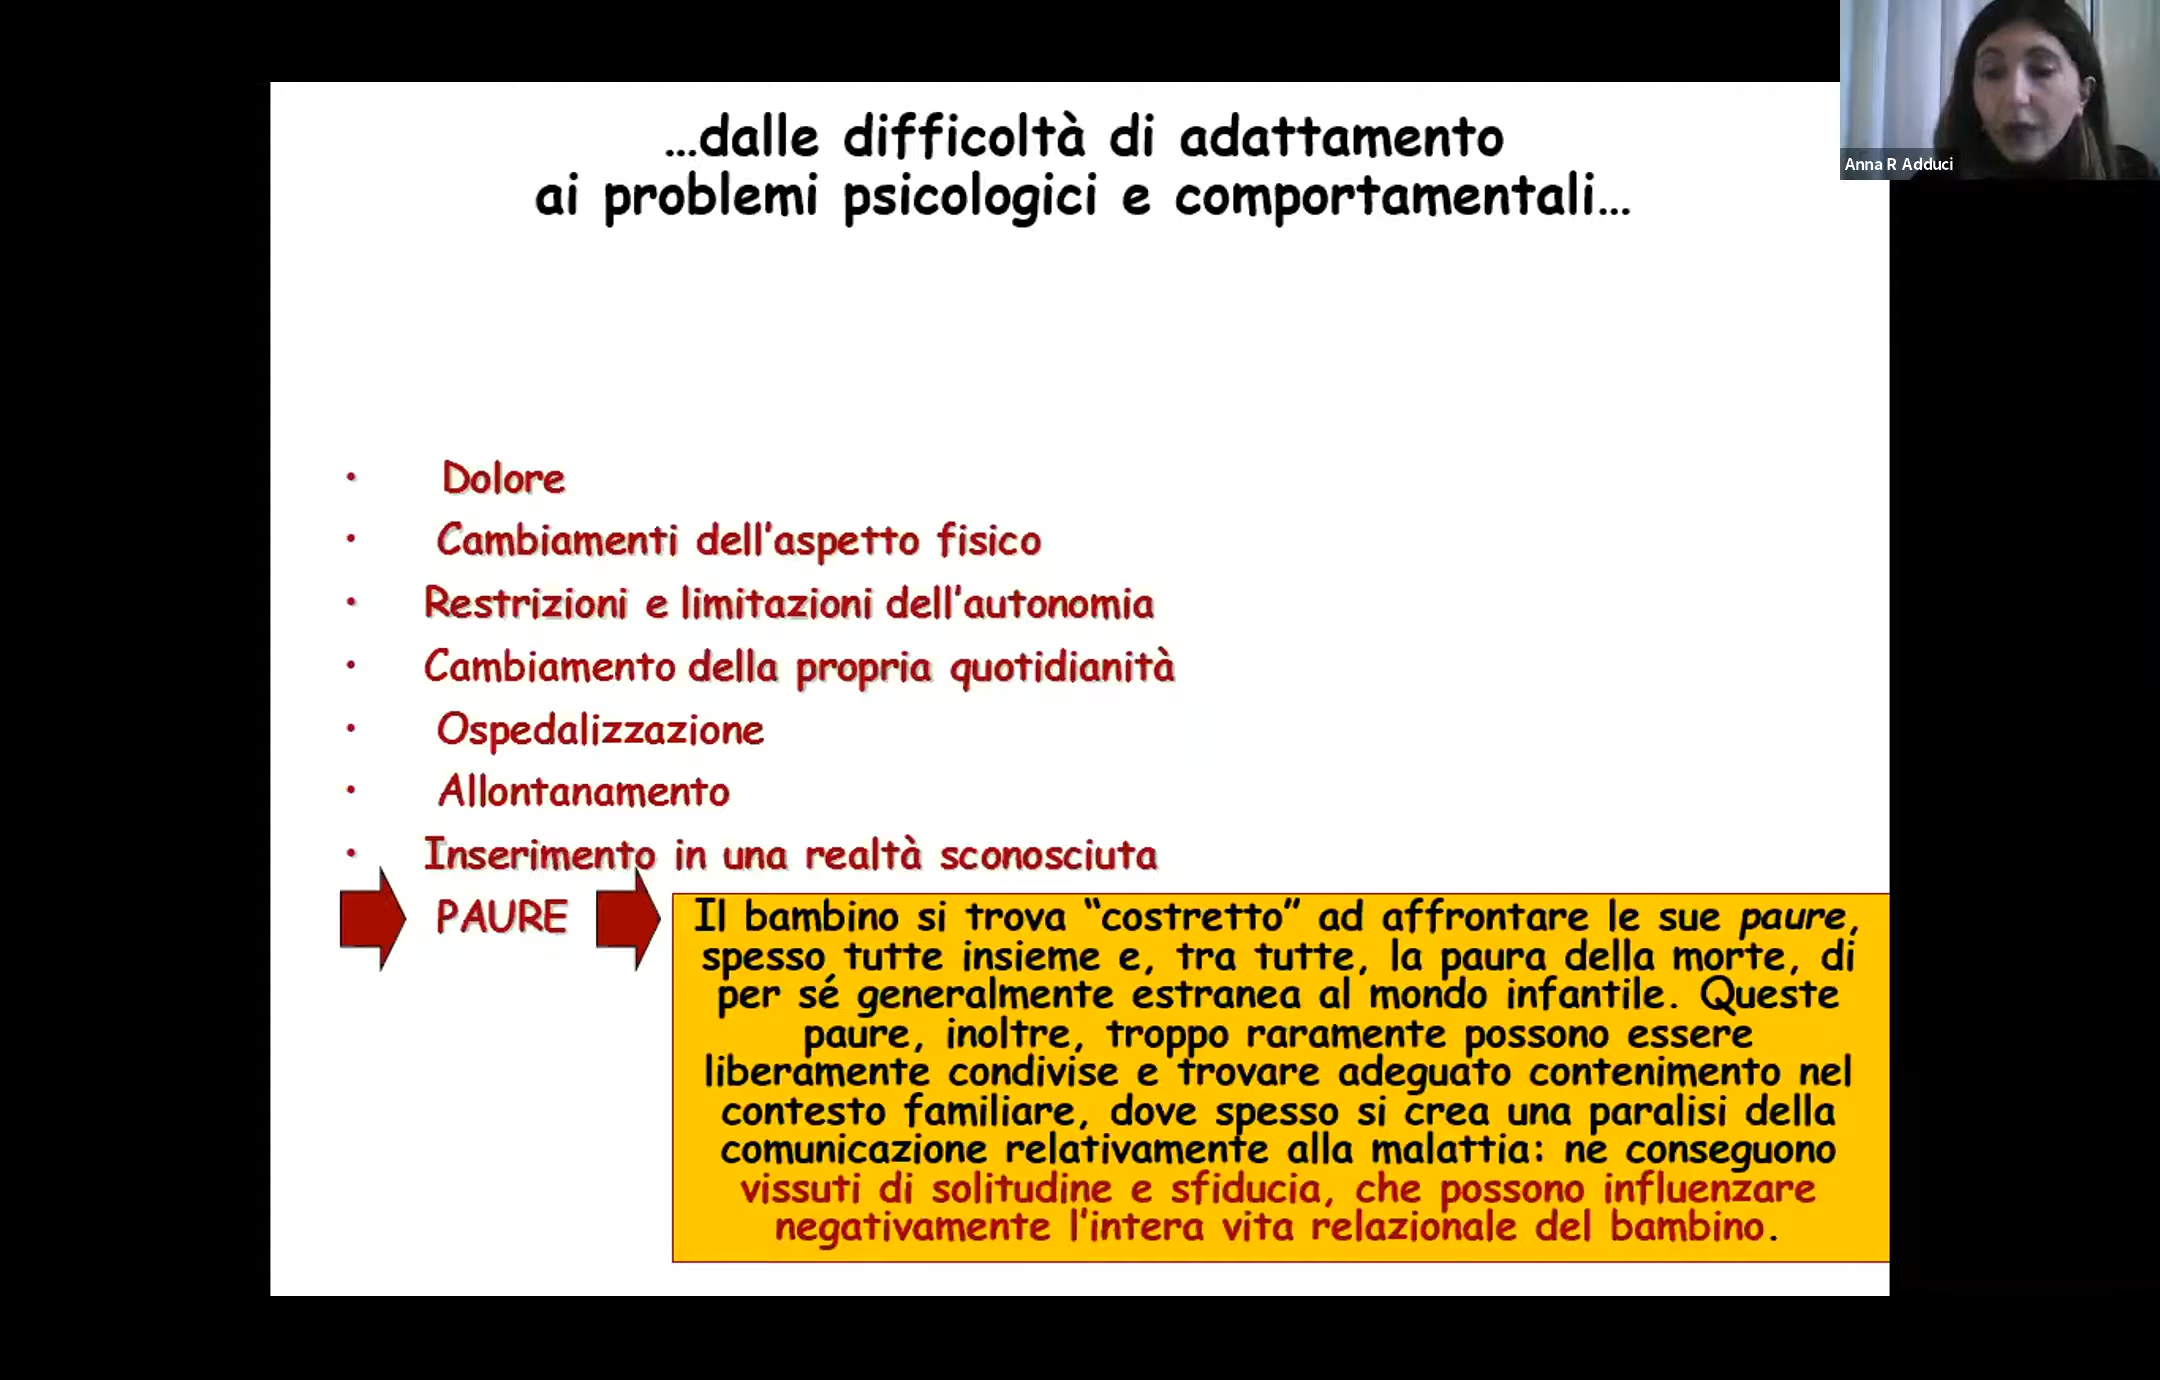 …dalle difficoltà di adattamento
ai problemi psicologici e comportamentali…
Anna R Adduci
• Dolore
• Cambiamenti dell’aspetto fisico
• Restrizioni e limitazioni dell’autonomia
• Cambiamento della propria quotidianità
• Ospedalizzazione
• Allontanamento
• Inserimento in una realtà sconosciuta
PAURE
Il bambino si trova “costretto” ad affrontare le sue paure,
spesso tutte insieme e, tra tutte, la paura della morte, di
per sé generalmente estranea al mondo infantile. Queste
paure, inoltre, troppo raramente possono essere
liberamente condivise e trovare adeguato contenimento nel
contesto familiare, dove spesso si crea una paralisi della
comunicazione relativamente alla malattia: ne conseguono
vissuti di solitudine e sfiducia, che possono influenzare
negativamente l’intera vita relazionale del bambino.